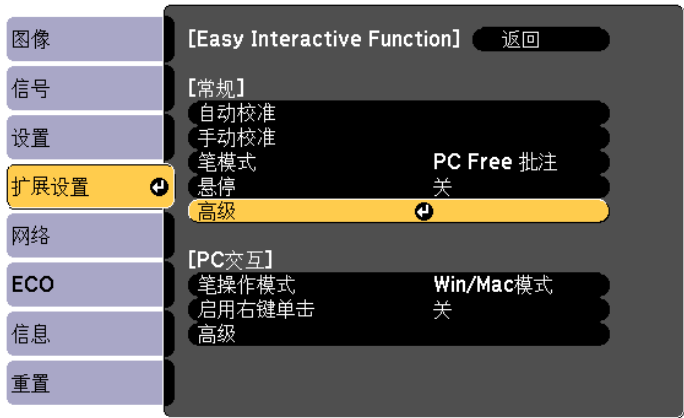 图像
信号
设置
扩展设置
网络
ECO
信息
重置
[Easy Interactive Function] 返回
[常规]
自动校准
手动校准
笔模式 PC Free 批注
悬停 关
高级
[PC交互]
笔操作模式 Win/Mac模式
启用右键单击 关
高级